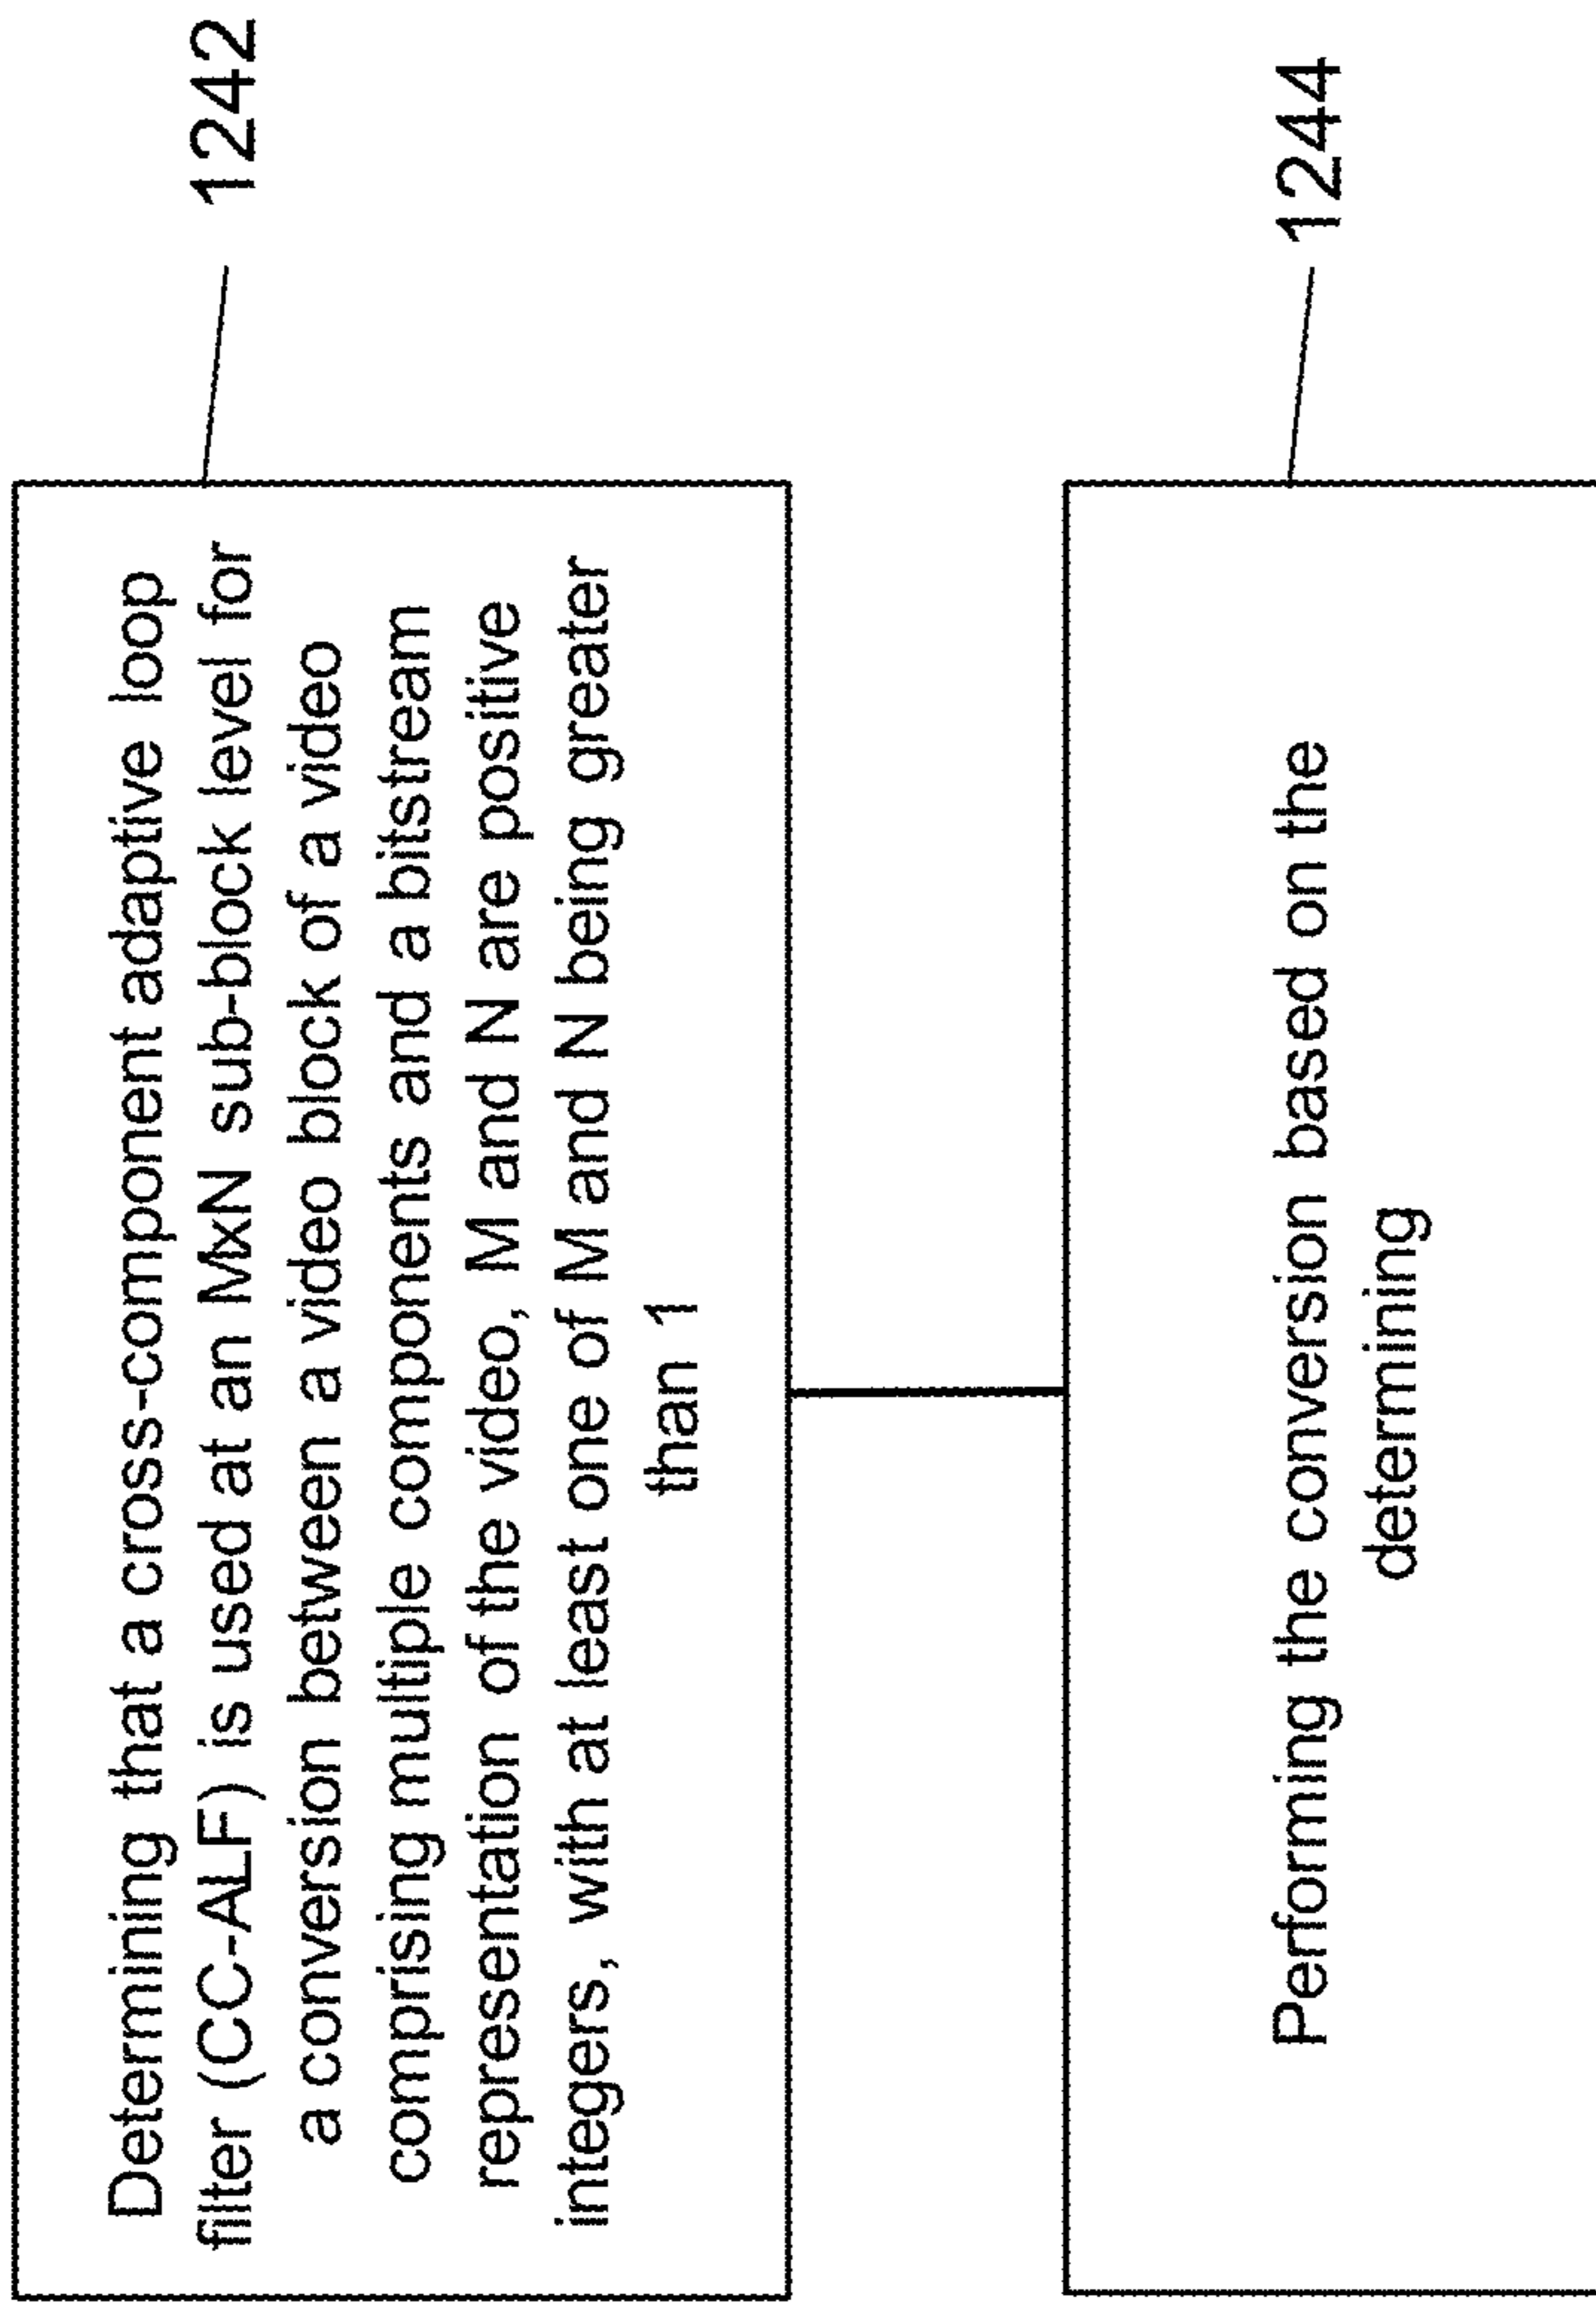 Determining that a cross-component adaptive loop
filter (CC-ALF) is used at an MxN sub-block level for
a conversion between a video block of a video
comprising multiple components and a bitstream
representation of the video, M and N are positive
integers, with at least one of M and N being greater
than 1
1242
Performing the conversion based on the
determining
1244